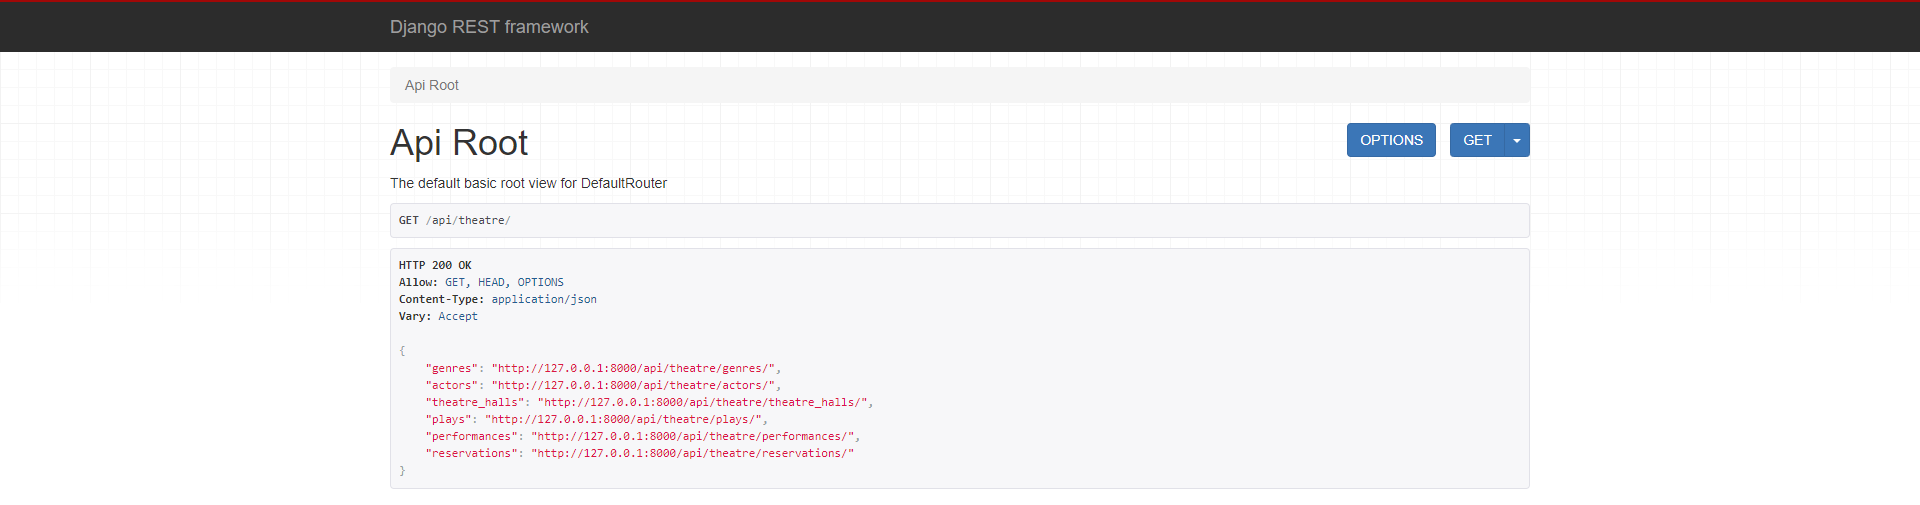 Django REST framework
Api Root
Api Root
OPTIONS
GET
The default basic root view for DefaultRouter
GET /api/theatre/
HTTP 200 OK
Allow: GET, HEAD, OPTIONS
Content-Type: application/json
Vary: Accept
{
    "genres": "http://127.0.0.1:8000/api/theatre/genres/",
    "actors": "http://127.0.0.1:8000/api/theatre/actors/",
    "theatre_halls": "http://127.0.0.1:8000/api/theatre/theatre_halls/",
    "plays": "http://127.0.0.1:8000/api/theatre/plays/",
    "performances": "http://127.0.0.1:8000/api/theatre/performances/",
    "reservations": "http://127.0.0.1:8000/api/theatre/reservations/"
}